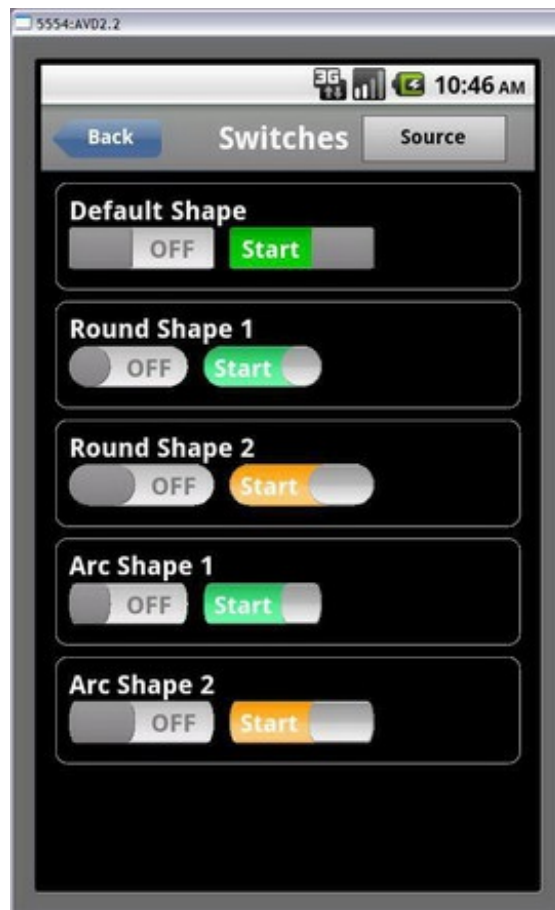 5554:AVD2.2
3G 10:46 AM
Back Switches Source
Default Shape
OFF Start
Round Shape 1
OFF Start
Round Shape 2
OFF Start
Arc Shape 1
OFF Start
Arc Shape 2
OFF Start